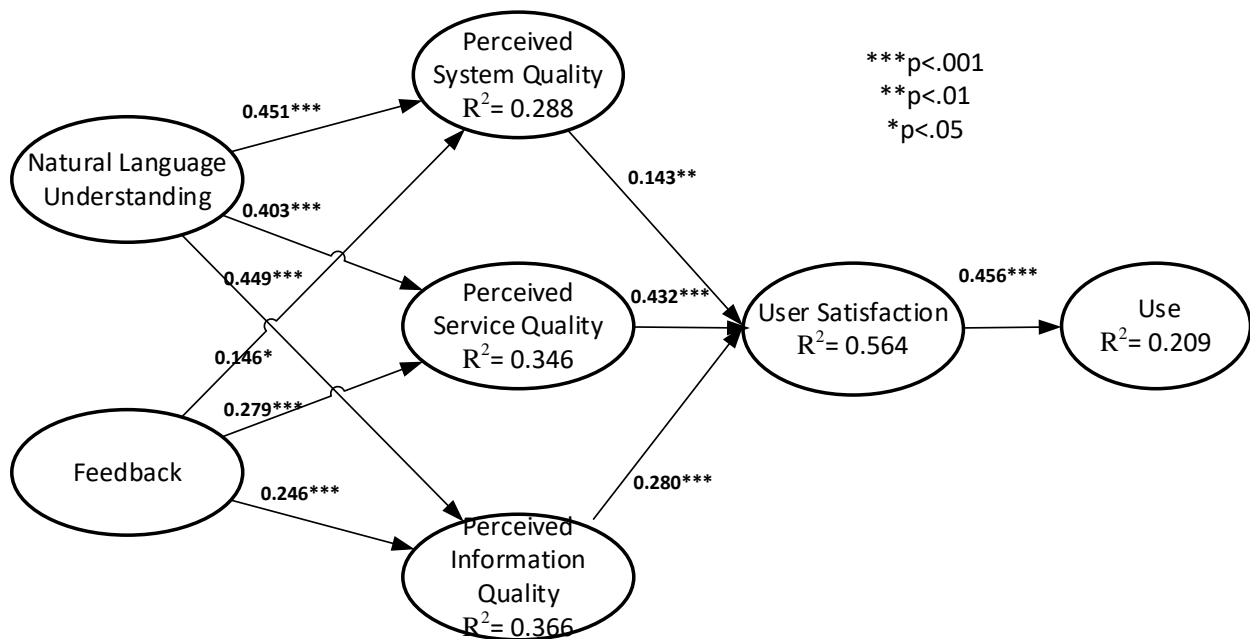 Perceived
System Quality
R²= 0.288
***p<.001
**p<.01
*p<.05
0.451***
Natural Language
Understanding
0.143**
0.403***
0.449***
Perceived
Service Quality
R²= 0.346
0.432***
User Satisfaction
R²= 0.564
0.456***
Use
R²= 0.209
0.146*
0.279***
Feedback
0.246***
0.280***
Perceived
Information
Quality
R²= 0.366